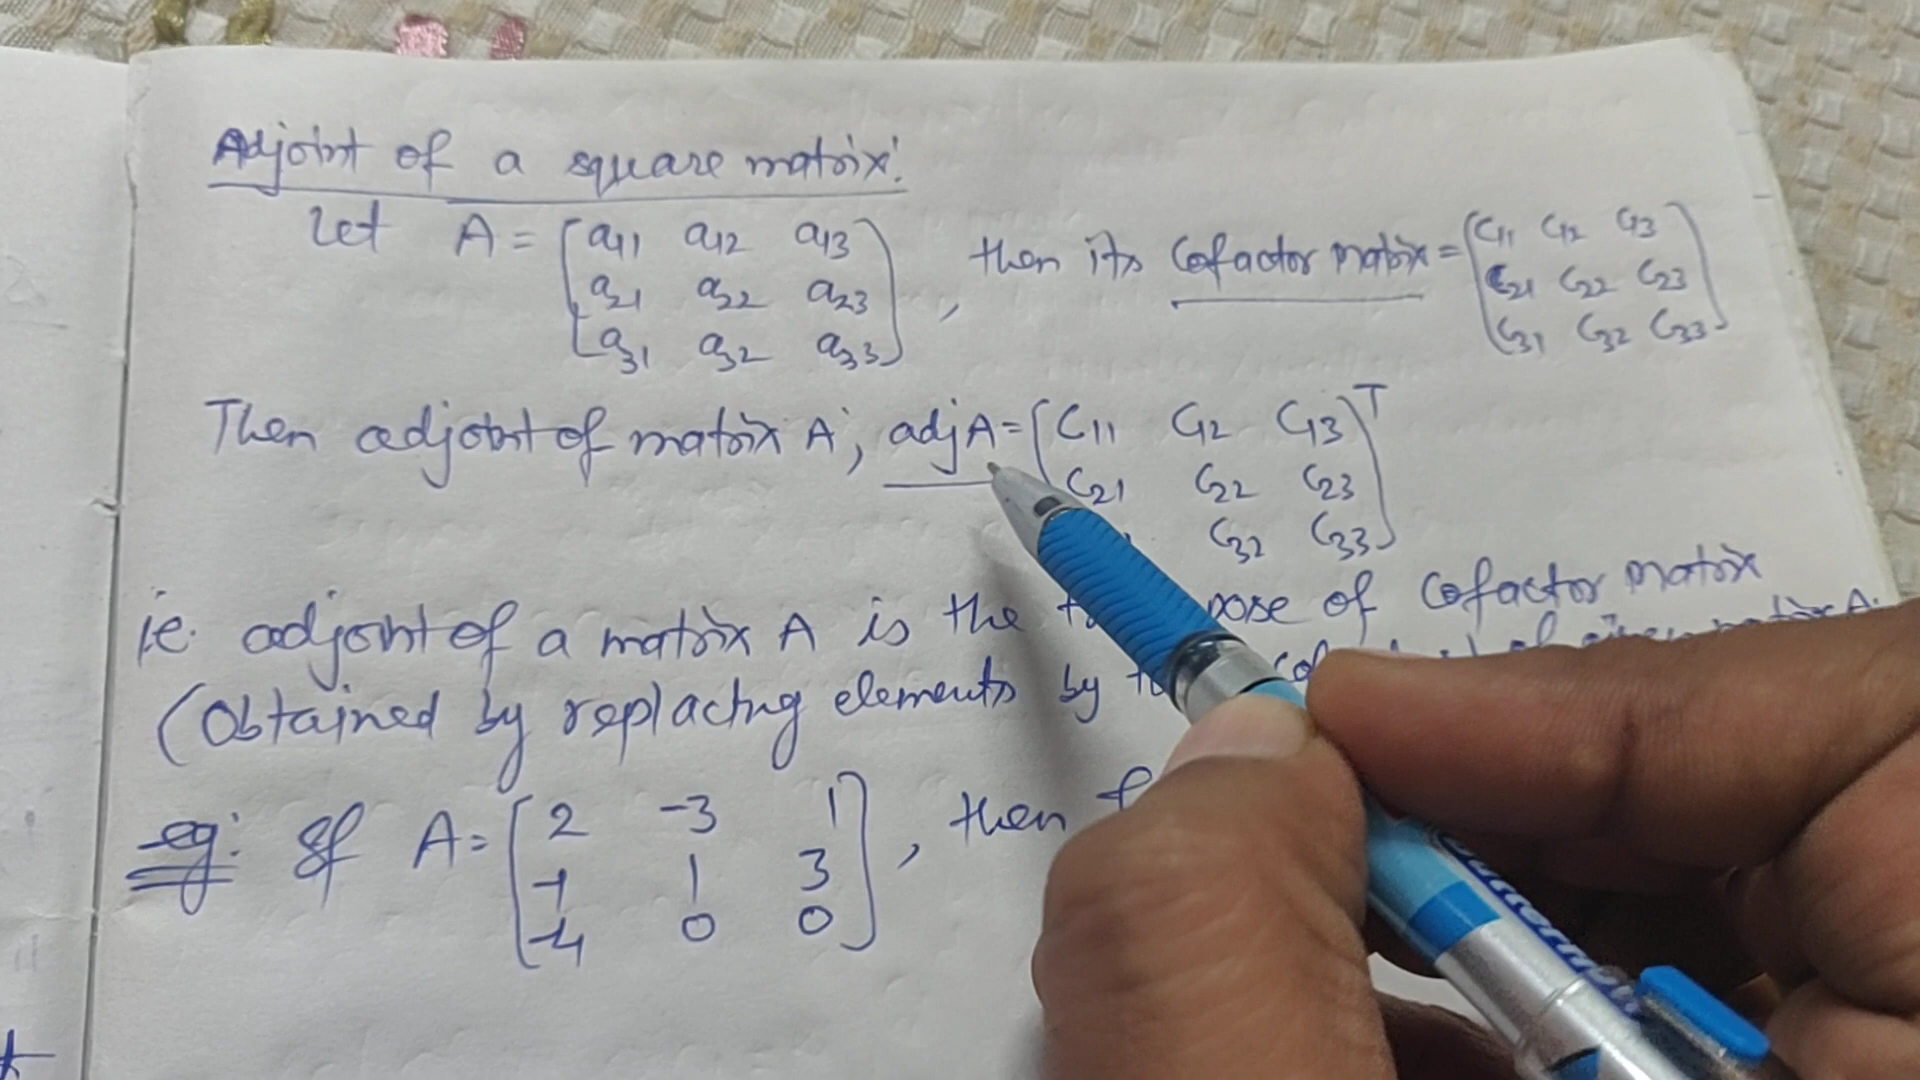 Adjoint of a square matrix:
Let A = [a11 a12 a13
a21 a22 a23
a31 a32 a33], then its Cofactor matrix = [C11 C12 C13
C21 C22 C23
C31 C32 C33]
Then adjoint of matrix A, adjA = [C11 C12 C13
C21 C22 C23
C32 C33]T
ie. adjoint of a matrix A is the of Cofactor matrix
(Obtained by replacing elements by of given matrix A.
eg: If A = [2 -3 1
-1 1 3
-4 0 0], then